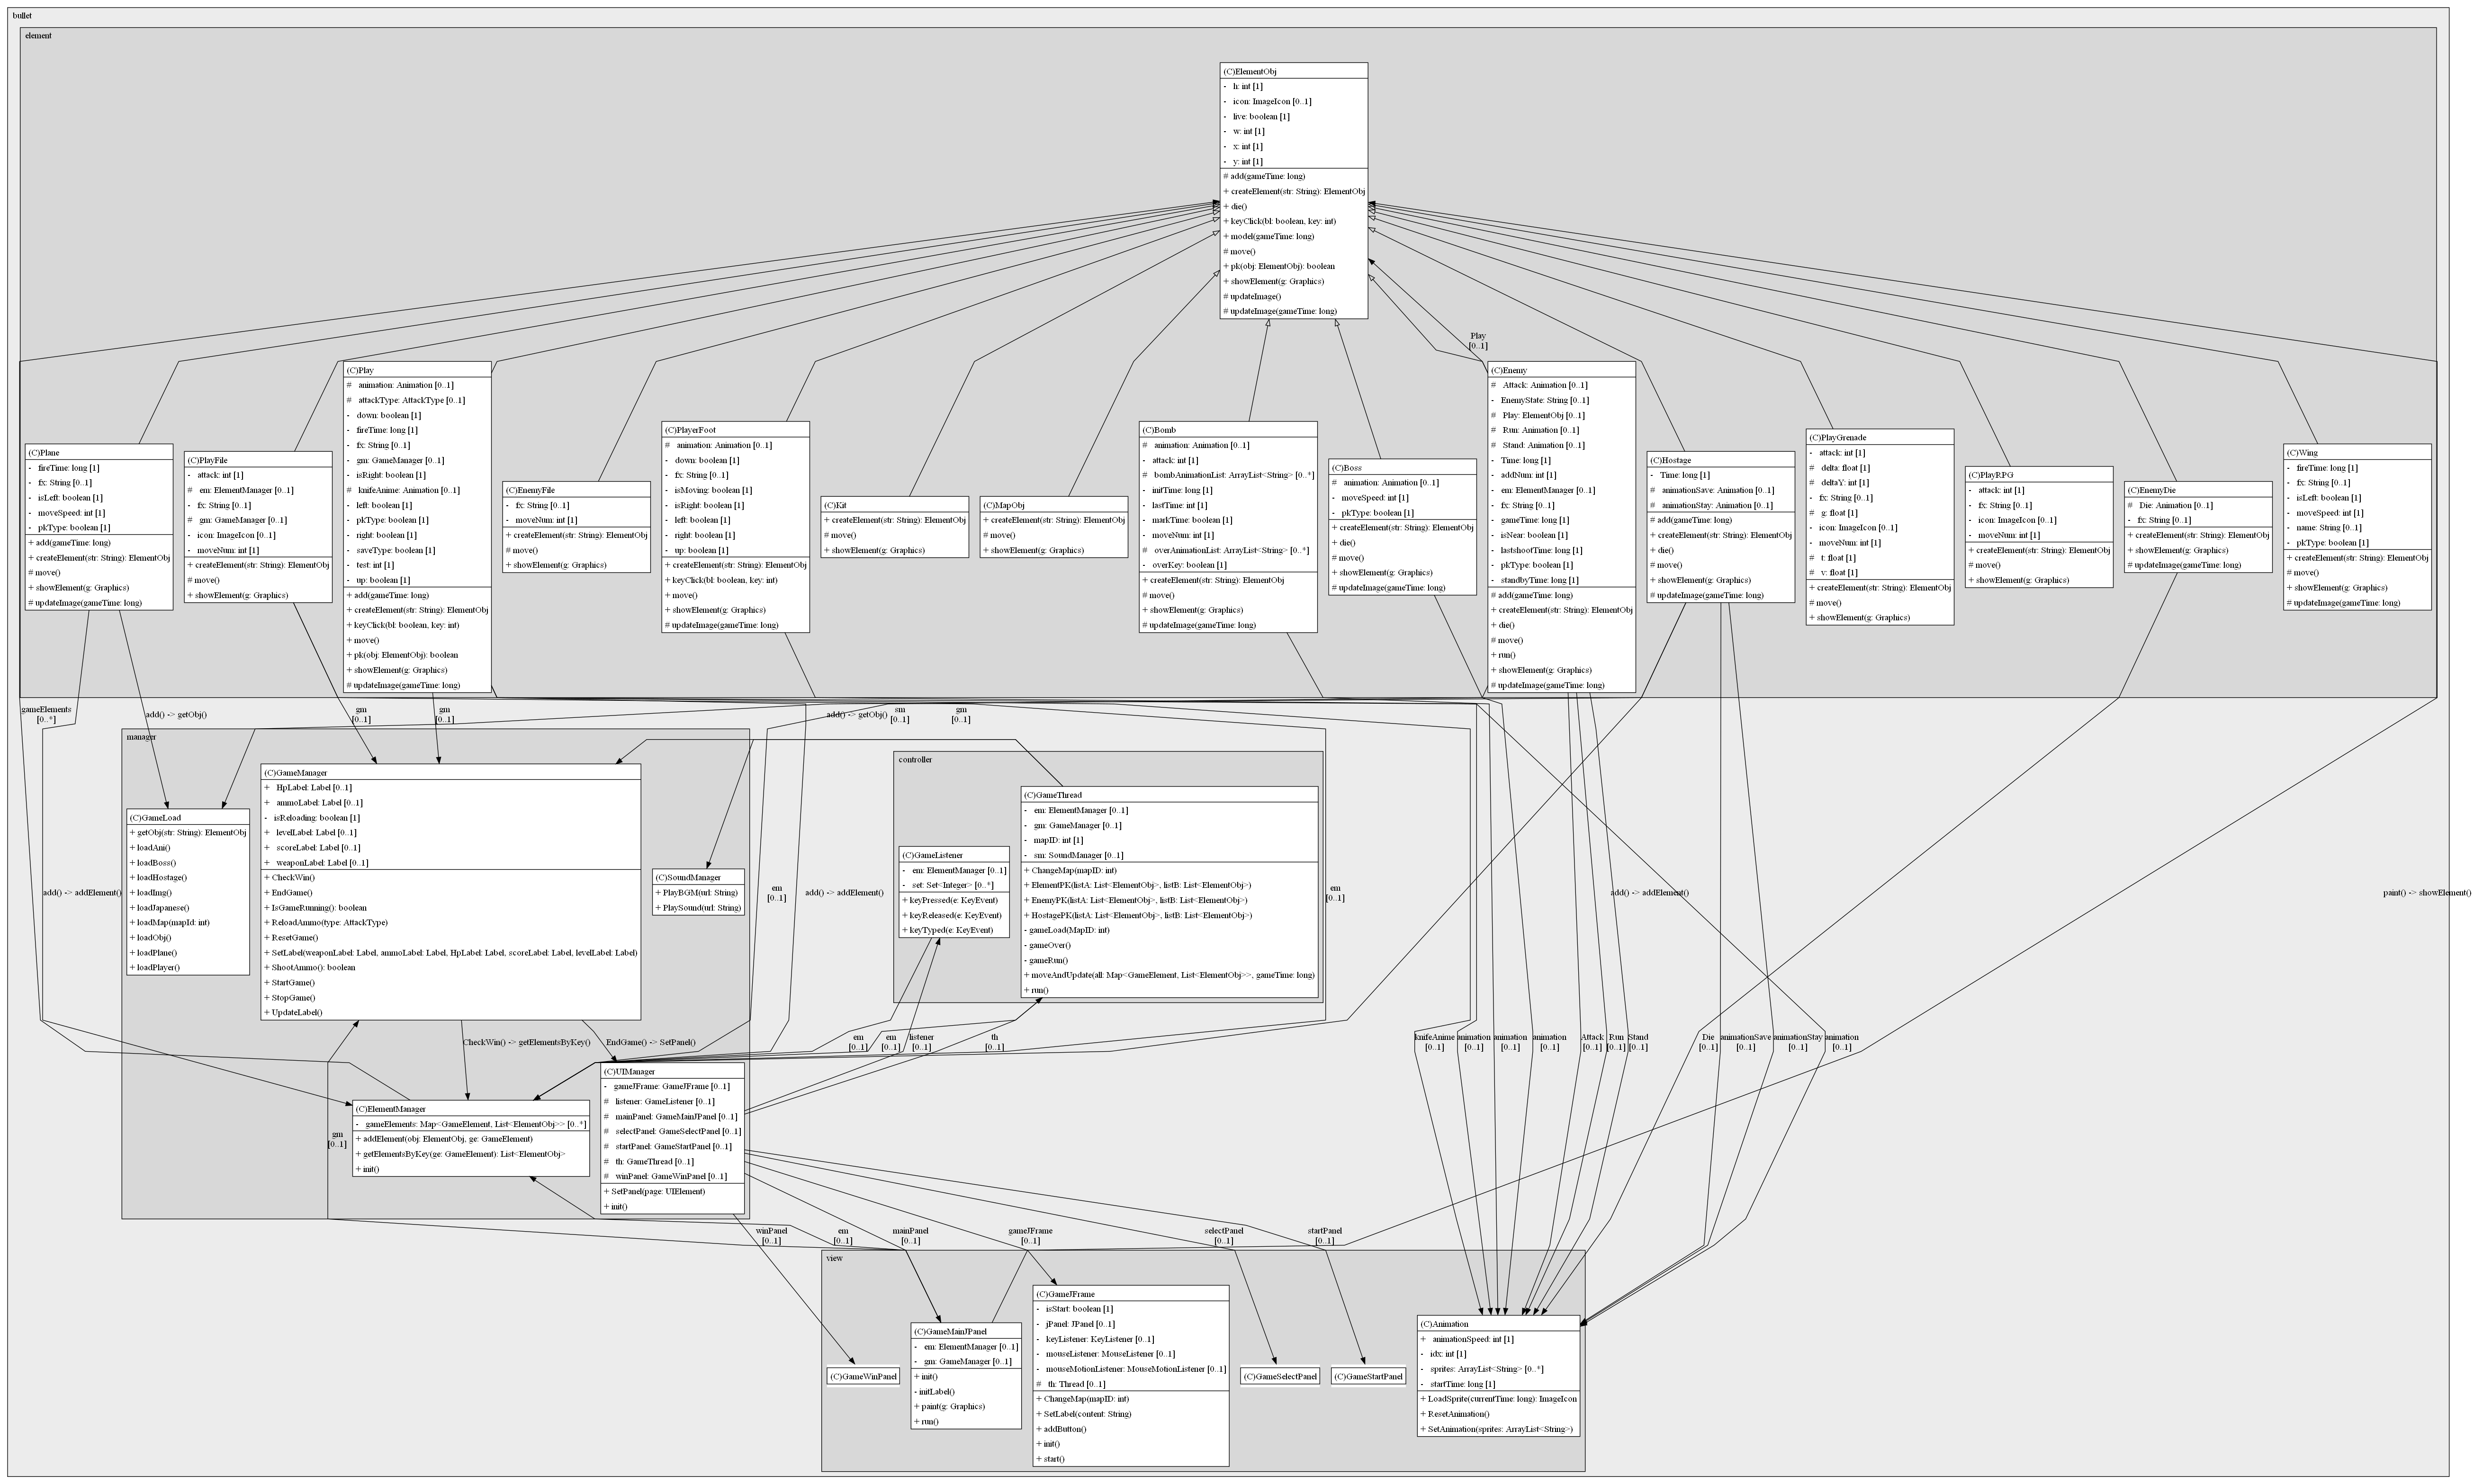 bullet
element
(C)ElementObj
- h: int [1]
- icon: ImageIcon [0..1]
- live: boolean [1]
- w: int [1]
- x: int [1]
- y: int [1]
# add(gameTime: long)
+ createElement(str: String): ElementObj
+ die()
+ keyClick(bl: boolean, key: int)
+ model(gameTime: long)
# move()
+ pk(obj: ElementObj): boolean
+ showElement(g: Graphics)
# updateImage()
# updateImage(gameTime: long)
Play
[0..1]
(C)Plane
- fireTime: long [1]
- fx: String [0..1]
- isLeft: boolean [1]
- moveSpeed: int [1]
- pkType: boolean [1]
+ add(gameTime: long)
+ createElement(str: String): ElementObj
# move()
+ showElement(g: Graphics)
# updateImage(gameTime: long)
(C)PlayFile
- attack: int [1]
# em: ElementManager [0..1]
- fx: String [0..1]
# gm: GameManager [0..1]
- icon: ImageIcon [0..1]
- moveNum: int [1]
+ createElement(str: String): ElementObj
# move()
+ showElement(g: Graphics)
(C)Play
# animation: Animation [0..1]
# attackType: AttackType [0..1]
- down: boolean [1]
- fireTime: long [1]
- fx: String [0..1]
- gm: GameManager [0..1]
- isRight: boolean [1]
# knifeAnime: Animation [0..1]
- left: boolean [1]
- pkType: boolean [1]
- right: boolean [1]
- saveType: boolean [1]
- test: int [1]
- up: boolean [1]
+ add(gameTime: long)
+ createElement(str: String): ElementObj
+ keyClick(bl: boolean, key: int)
+ move()
+ pk(obj: ElementObj): boolean
+ showElement(g: Graphics)
# updateImage(gameTime: long)
(C)EnemyFile
- fx: String [0..1]
- moveNum: int [1]
+ createElement(str: String): ElementObj
# move()
+ showElement(g: Graphics)
(C)PlayerFoot
# animation: Animation [0..1]
- down: boolean [1]
- fx: String [0..1]
- isMoving: boolean [1]
- isRight: boolean [1]
- left: boolean [1]
- right: boolean [1]
- up: boolean [1]
+ createElement(str: String): ElementObj
+ keyClick(bl: boolean, key: int)
+ move()
+ showElement(g: Graphics)
# updateImage(gameTime: long)
(C)Kit
+ createElement(str: String): ElementObj
# move()
+ showElement(g: Graphics)
(C)MapObj
+ createElement(str: String): ElementObj
# move()
+ showElement(g: Graphics)
(C)Bomb
# animation: Animation [0..1]
- attack: int [1]
# bombAnimationList: ArrayList<String> [0..*]
- initTime: long [1]
- lastTime: int [1]
- markTime: boolean [1]
- moveNum: int [1]
# overAnimationList: ArrayList<String> [0..*]
- overKey: boolean [1]
+ createElement(str: String): ElementObj
# move()
+ showElement(g: Graphics)
# updateImage(gameTime: long)
(C)Boss
# animation: Animation [0..1]
- moveSpeed: int [1]
- pkType: boolean [1]
+ createElement(str: String): ElementObj
+ die()
# move()
+ showElement(g: Graphics)
# updateImage(gameTime: long)
(C)Enemy
# Attack: Animation [0..1]
- EnemyState: String [0..1]
# Play: ElementObj [0..1]
# Run: Animation [0..1]
# Stand: Animation [0..1]
- Time: long [1]
- addNum: int [1]
- em: ElementManager [0..1]
- fx: String [0..1]
- gameTime: long [1]
- isNear: boolean [1]
- lastshootTime: long [1]
- pkType: boolean [1]
- standbyTime: long [1]
# add(gameTime: long)
+ createElement(str: String): ElementObj
+ die()
# move()
+ run()
+ showElement(g: Graphics)
# updateImage(gameTime: long)
(C)Hostage
- Time: long [1]
# animationSave: Animation [0..1]
# animationStay: Animation [0..1]
# add(gameTime: long)
+ createElement(str: String): ElementObj
+ die()
# move()
+ showElement(g: Graphics)
# updateImage(gameTime: long)
(C)PlayGrenade
- attack: int [1]
# delta: float [1]
# deltaY: int [1]
- fx: String [0..1]
# g: float [1]
- icon: ImageIcon [0..1]
- moveNum: int [1]
# t: float [1]
# v: float [1]
+ createElement(str: String): ElementObj
# move()
+ showElement(g: Graphics)
(C)PlayRPG
- attack: int [1]
- fx: String [0..1]
- icon: ImageIcon [0..1]
- moveNum: int [1]
+ createElement(str: String): ElementObj
# move()
+ showElement(g: Graphics)
(C)EnemyDie
# Die: Animation [0..1]
- fx: String [0..1]
+ createElement(str: String): ElementObj
+ showElement(g: Graphics)
# updateImage(gameTime: long)
(C)Wing
- fireTime: long [1]
- fx: String [0..1]
- isLeft: boolean [1]
- moveSpeed: int [1]
- name: String [0..1]
- pkType: boolean [1]
+ createElement(str: String): ElementObj
# move()
+ showElement(g: Graphics)
# updateImage(gameTime: long)
gameElements
[0..*]
add() -> getObj()
gm
[0..1]
gm
[0..1]
add() -> getObj()
sm
[0..1]
gm
[0..1]
manager
(C)GameLoad
+ getObj(str: String): ElementObj
+ loadAni()
+ loadBoss()
+ loadHostage()
+ loadImg()
+ loadJapanese()
+ loadMap(mapId: int)
+ loadObj()
+ loadPlane()
+ loadPlayer()
(C)GameManager
+ HpLabel: Label [0..1]
+ ammoLabel: Label [0..1]
- isReloading: boolean [1]
+ levelLabel: Label [0..1]
+ scoreLabel: Label [0..1]
+ weaponLabel: Label [0..1]
+ CheckWin()
+ EndGame()
+ IsGameRunning(): boolean
+ ReloadAmmo(type: AttackType)
+ ResetGame()
+ SetLabel(weaponLabel: Label, ammoLabel: Label, HpLabel: Label, scoreLabel: Label, levelLabel: Label)
+ ShootAmmo(): boolean
+ StartGame()
+ StopGame()
+ UpdateLabel()
(C)SoundManager
+ PlayBGM(url: String)
+ PlaySound(url: String)
controller
(C)GameListener
- em: ElementManager [0..1]
- set: Set<Integer> [0..*]
+ keyPressed(e: KeyEvent)
+ keyReleased(e: KeyEvent)
+ keyTyped(e: KeyEvent)
(C)GameThread
- em: ElementManager [0..1]
- gm: GameManager [0..1]
- mapID: int [1]
- sm: SoundManager [0..1]
+ ChangeMap(mapID: int)
+ ElementPK(listA: List<ElementObj>, listB: List<ElementObj>)
+ EnemyPK(listA: List<ElementObj>, listB: List<ElementObj>)
+ HostagePK(listA: List<ElementObj>, listB: List<ElementObj>)
- gameLoad(MapID: int)
- gameOver()
- gameRun()
+ moveAndUpdate(all: Map<GameElement, List<ElementObj>>, gameTime: long)
+ run()
add() -> addElement()
em
[0..1]
add() -> addElement()
em
[0..1]
add() -> addElement()
paint() -> showElement()
CheckWin() -> getElementsByKey()
EndGame() -> SetPanel()
em
[0..1]
em
[0..1]
listener
[0..1]
th
[0..1]
knifeAnime
[0..1]
animation
[0..1]
animation
[0..1]
animation
[0..1]
Attack
[0..1]
Run
[0..1]
Stand
[0..1]
Die
[0..1]
animationSave
[0..1]
animationStay
[0..1]
animation
[0..1]
gm
[0..1]
(C)ElementManager
- gameElements: Map<GameElement, List<ElementObj>> [0..*]
+ addElement(obj: ElementObj, ge: GameElement)
+ getElementsByKey(ge: GameElement): List<ElementObj>
+ init()
(C)UIManager
- gameJFrame: GameJFrame [0..1]
# listener: GameListener [0..1]
# mainPanel: GameMainJPanel [0..1]
# selectPanel: GameSelectPanel [0..1]
# startPanel: GameStartPanel [0..1]
# th: GameThread [0..1]
# winPanel: GameWinPanel [0..1]
+ SetPanel(page: UIElement)
+ init()
winPanel
[0..1]
em
[0..1]
mainPanel
[0..1]
gameJFrame
[0..1]
selectPanel
[0..1]
startPanel
[0..1]
view
(C)GameWinPanel
(C)GameMainJPanel
- em: ElementManager [0..1]
- gm: GameManager [0..1]
+ init()
- initLabel()
+ paint(g: Graphics)
+ run()
(C)GameJFrame
- isStart: boolean [1]
- jPanel: JPanel [0..1]
- keyListener: KeyListener [0..1]
- mouseListener: MouseListener [0..1]
- mouseMotionListener: MouseMotionListener [0..1]
# th: Thread [0..1]
+ ChangeMap(mapID: int)
+ SetLabel(content: String)
+ addButton()
+ init()
+ start()
(C)GameSelectPanel
(C)GameStartPanel
(C)Animation
+ animationSpeed: int [1]
- idx: int [1]
- sprites: ArrayList<String> [0..*]
- startTime: long [1]
+ LoadSprite(currentTime: long): ImageIcon
+ ResetAnimation()
+ SetAnimation(sprites: ArrayList<String>)